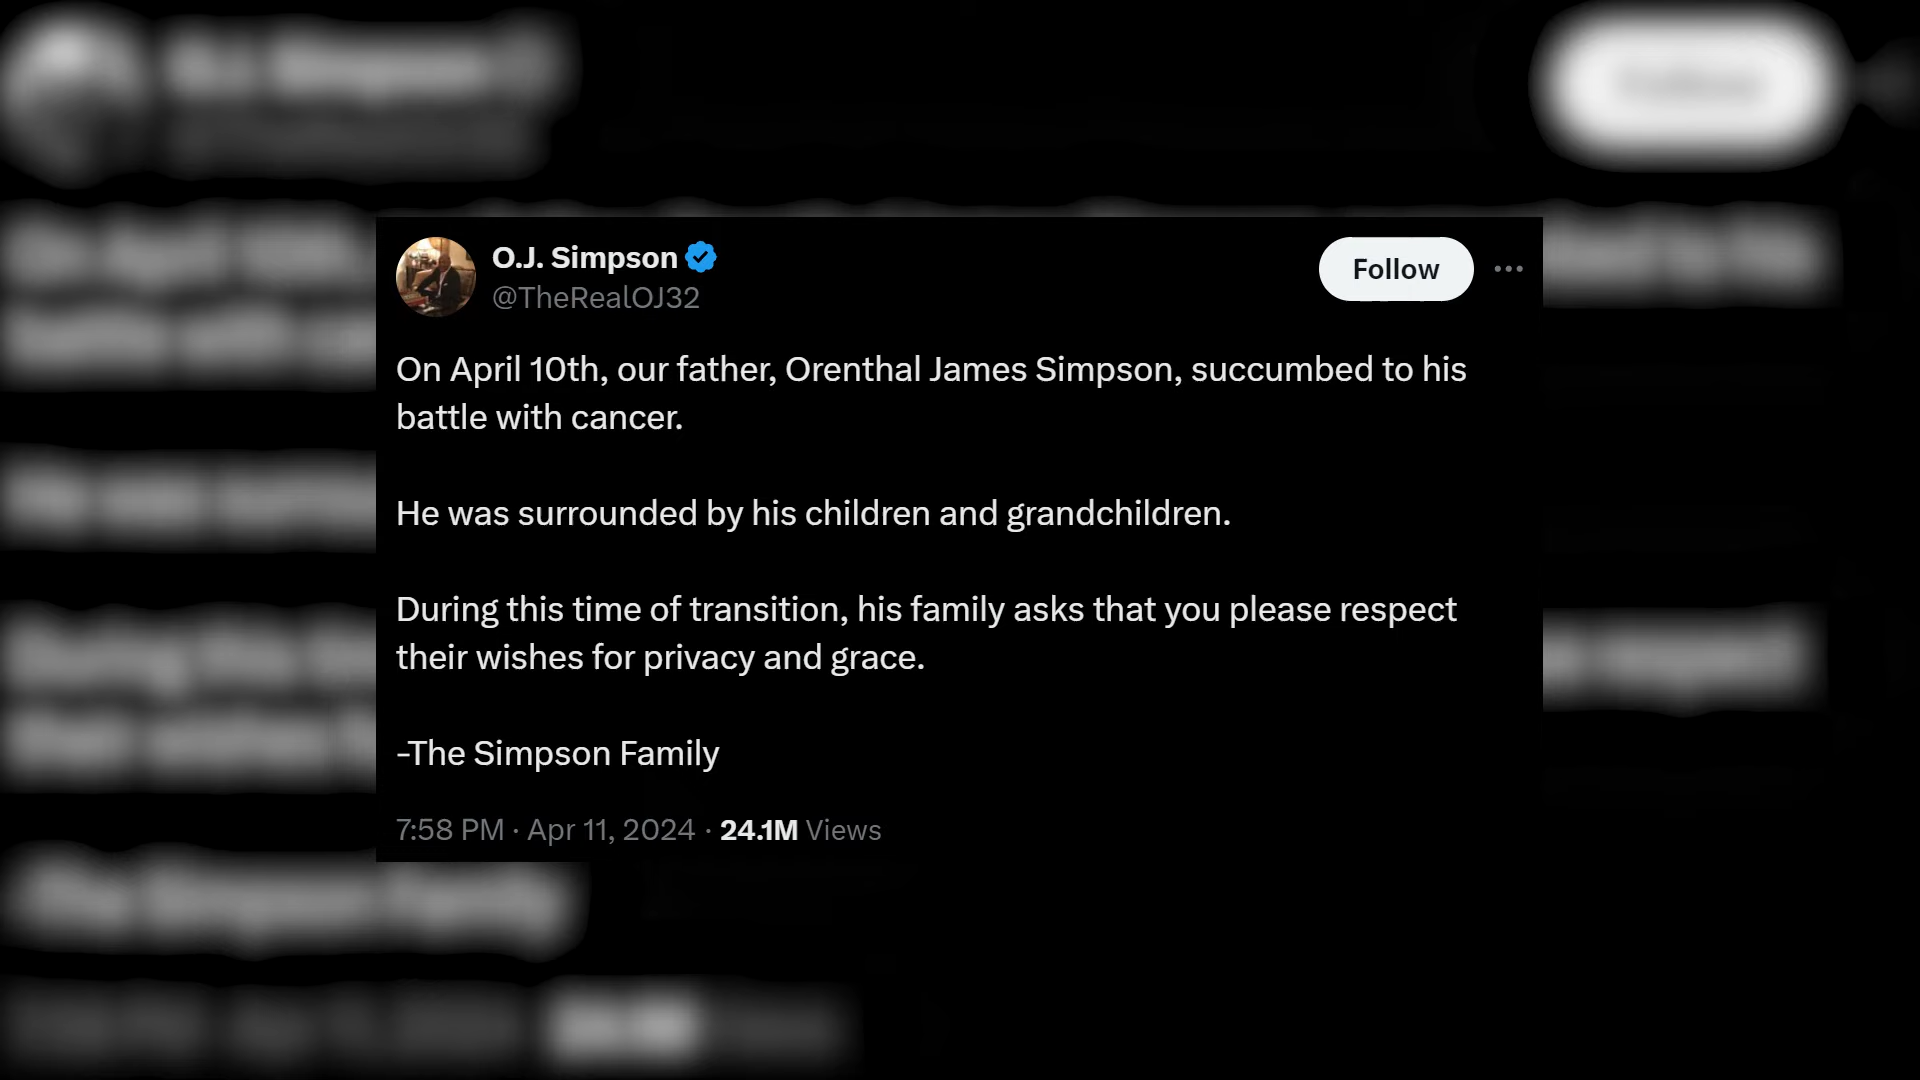 O.J. Simpson
@TheRealOJ32
Follow
On April 10th, our father, Orenthal James Simpson, succumbed to his
battle with cancer.
He was surrounded by his children and grandchildren.
During this time of transition, his family asks that you please respect
their wishes for privacy and grace.
-The Simpson Family
7:58 PM · Apr 11, 2024 · 24.1M Views